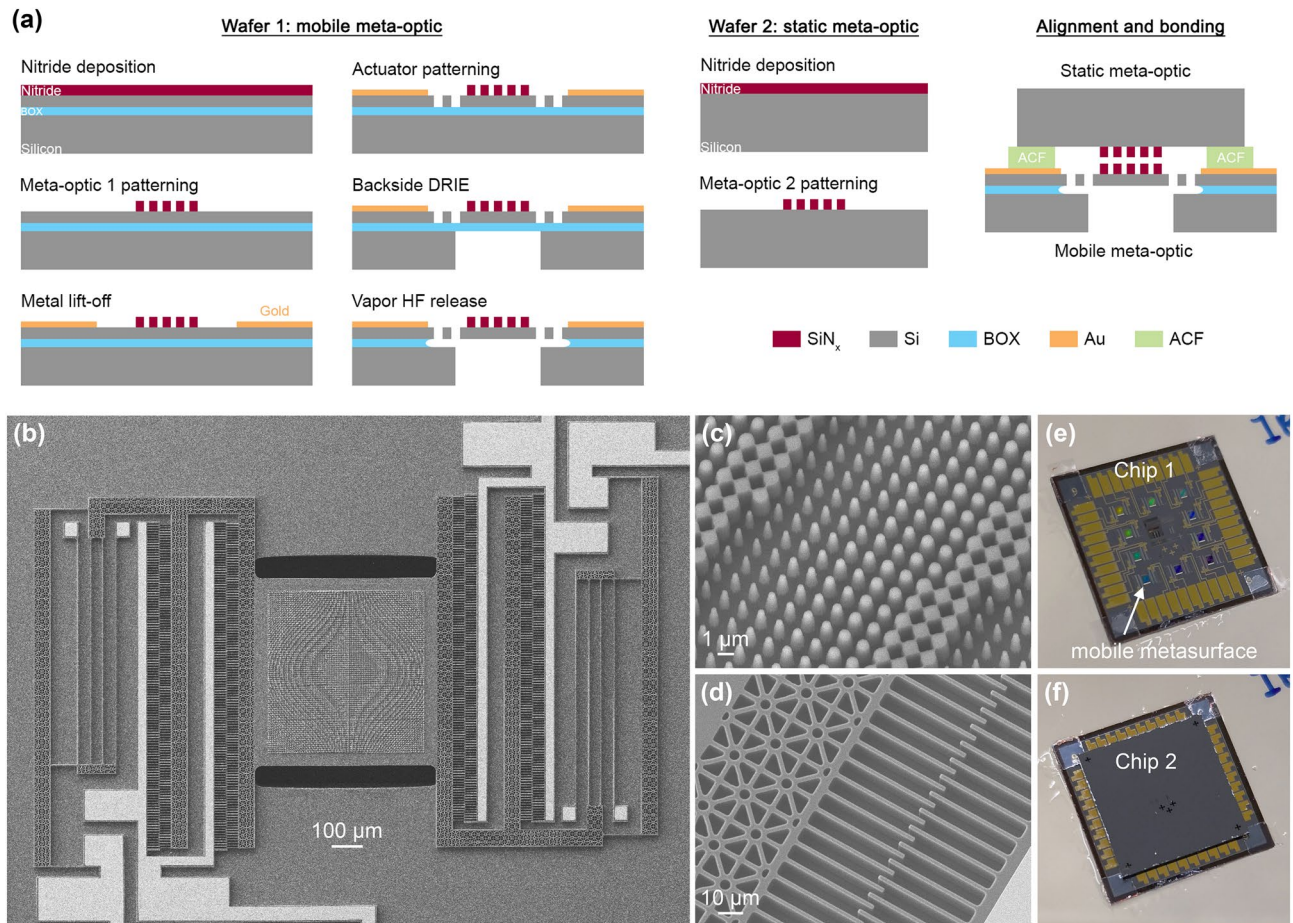 (a)
Wafer 1: mobile meta-optic
Nitride deposition
Nitride
BOX
Silicon
Meta-optic 1 patterning
Metal lift-off
Gold
Actuator patterning
Backside DRIE
Vapor HF release
Wafer 2: static meta-optic
Nitride deposition
Nitride
Silicon
Meta-optic 2 patterning
Alignment and bonding
Static meta-optic
ACF
ACF
Mobile meta-optic
SiNx
Si
BOX
Au
ACF
(b)
100 µm
(c)
1 µm
(d)
10 µm
(e)
Chip 1
mobile metasurface
(f)
Chip 2